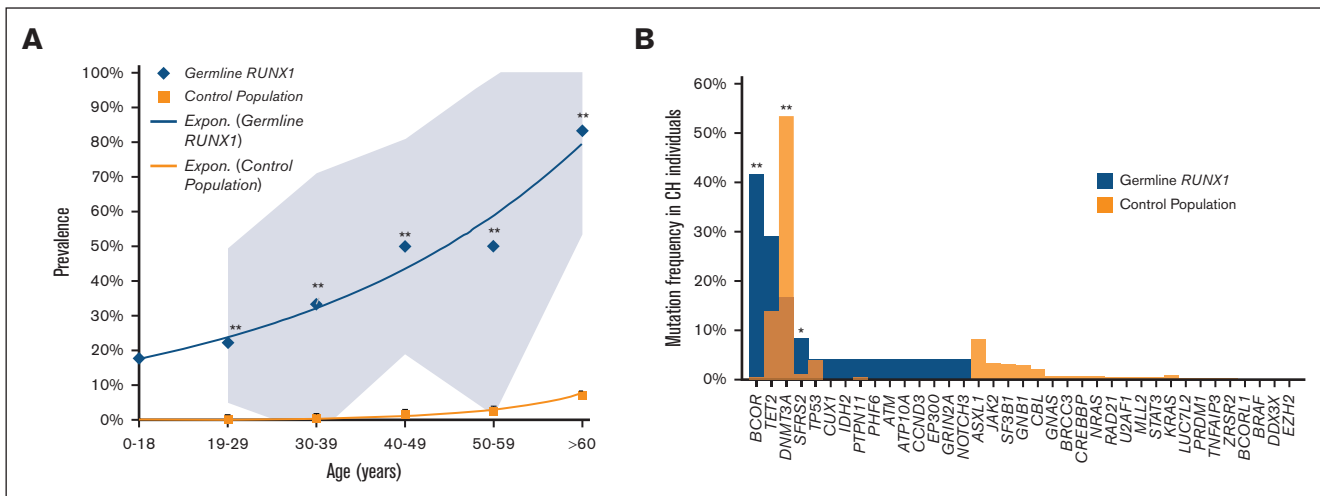 A
100%
90%
80%
70%
60%
50%
40%
30%
20%
10%
0%
Prevalence
Germline RUNX1
Control Population
Expon. (Germline
RUNX1)
Expon. (Control
Population)
**
**
**
**
**
0-18 19-29 30-39 40-49 50-59 >60
Age (years)
B
60%
50%
40%
30%
20%
10%
0%
Mutation frequency in CH individuals
**
**
*
Germline RUNX1
Control Population
BCOR
TET2
DNMT3A
SFRS2
TP53
CUX1
IDH2
PTPN11
PHF6
ATM
ATP10A
CCND3
EP300
GRIN2A
NOTCH3
ASXL1
JAK2
SF3B1
GNB1
CBL
GNAS
BRCC3
CREBBP
NRAS
RAD21
U2AF1
MLL2
STAT3
KRAS
LUC7L2
PRDM1
TNFAIP3
ZRSR2
BCORL1
BRAF
DDX3X
EZH2